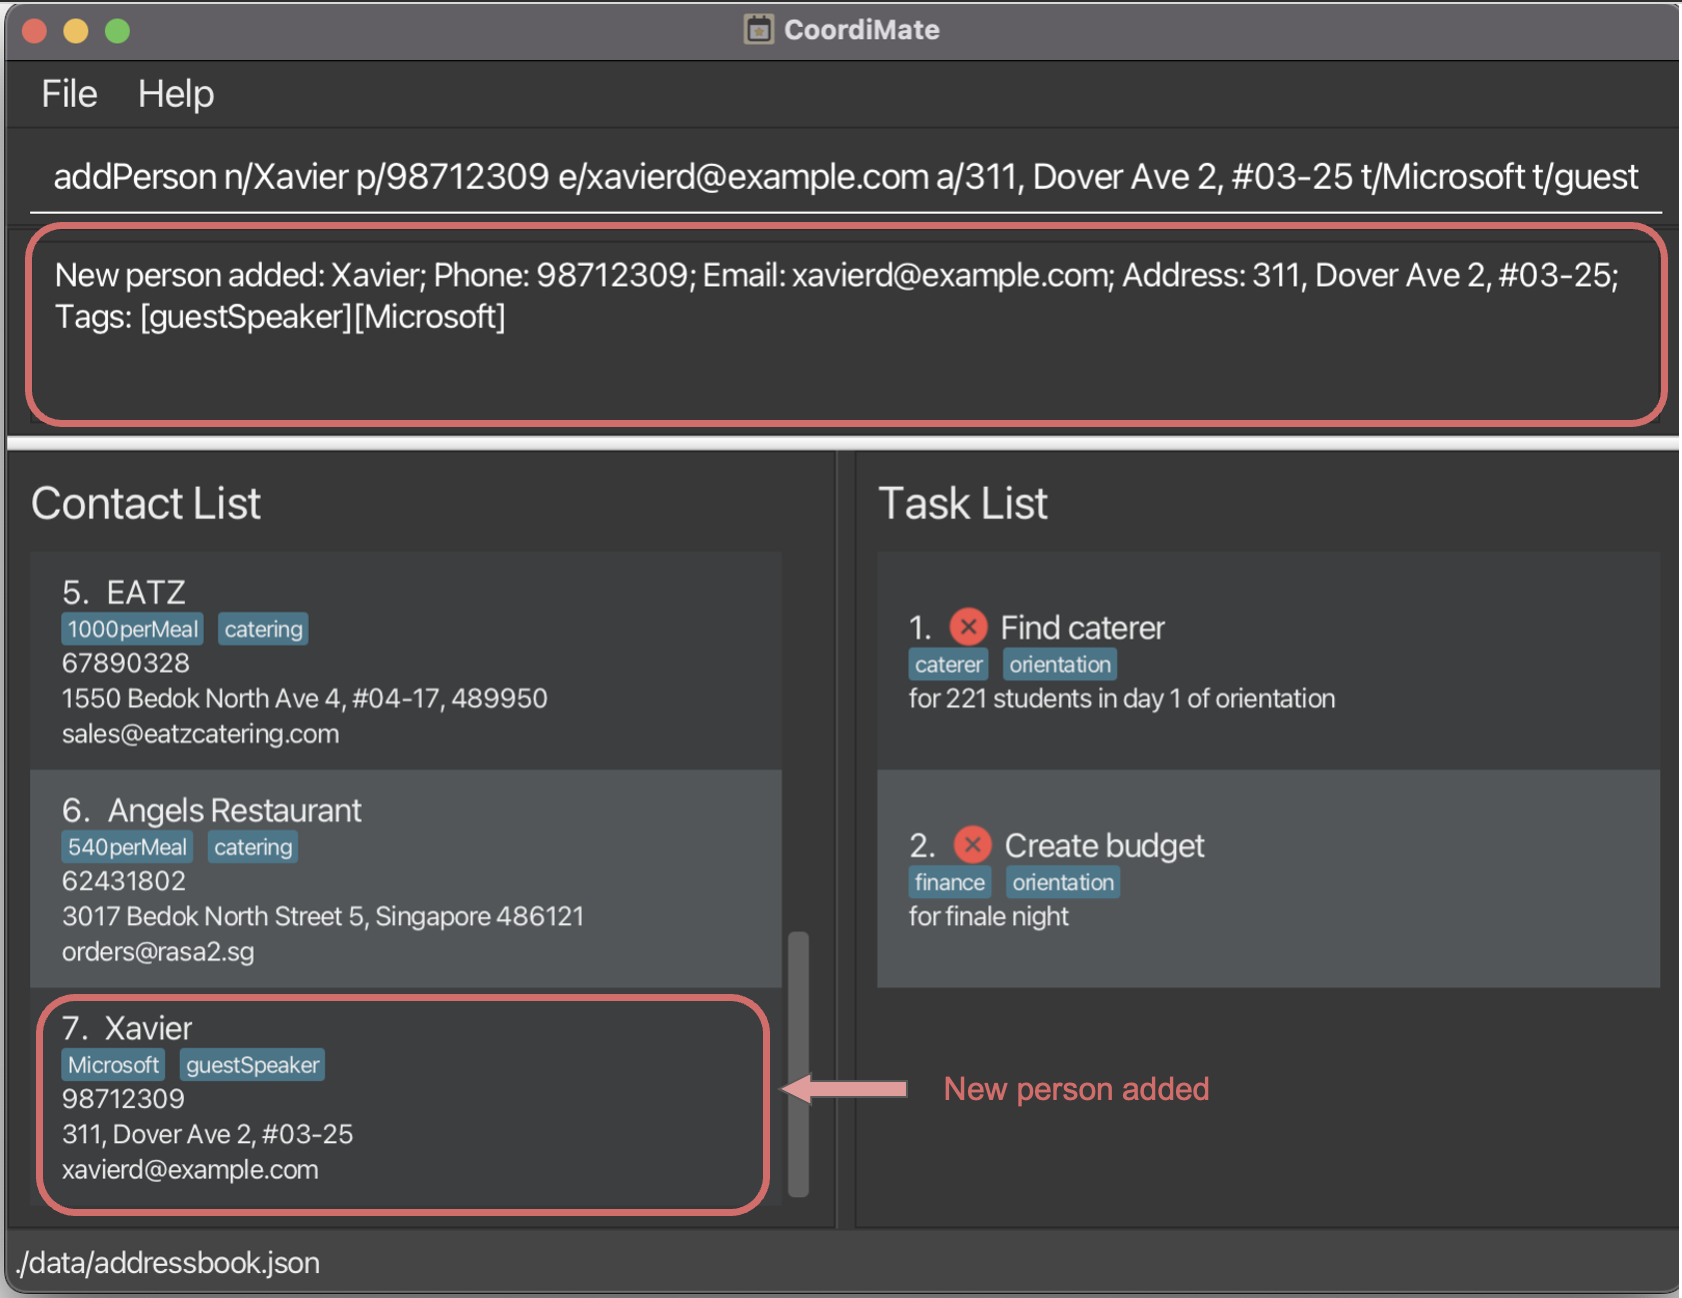 CoordiMate
File Help
addPerson n/Xavier p/98712309 e/xavierd@example.com a/311, Dover Ave 2, #03-25 t/Microsoft t/guest
New person added: Xavier; Phone: 98712309; Email: xavierd@example.com; Address: 311, Dover Ave 2, #03-25;
Tags: [guestSpeaker][Microsoft]
Contact List
5. EATZ
1000perMeal catering
67890328
1550 Bedok North Ave 4, #04-17, 489950
sales@eatzcatering.com
6. Angels Restaurant
540perMeal catering
62431802
3017 Bedok North Street 5, Singapore 486121
orders@rasa2.sg
7. Xavier
Microsoft guestSpeaker
98712309
311, Dover Ave 2, #03-25
xavierd@example.com
New person added
Task List
1. Find caterer
caterer orientation
for 221 students in day 1 of orientation
2. Create budget
finance orientation
for finale night
./data/addressbook.json